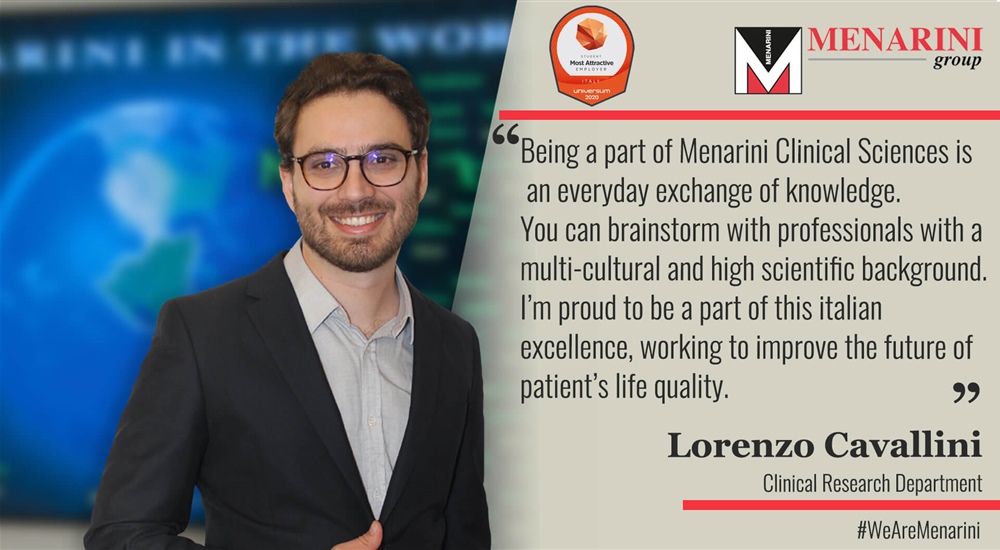 ARINI IN THE WOR
STUDENT
Most Attractive
EMPLOYER
ITALY
universum
2020
MENARINI
M
MENARINI
group
“Being a part of Menarini Clinical Sciences is
an everyday exchange of knowledge.
You can brainstorm with professionals with a
multi-cultural and high scientific background.
I’m proud to be a part of this italian
excellence, working to improve the future of
patient’s life quality.
”
Lorenzo Cavallini
Clinical Research Department
#WeAreMenarini